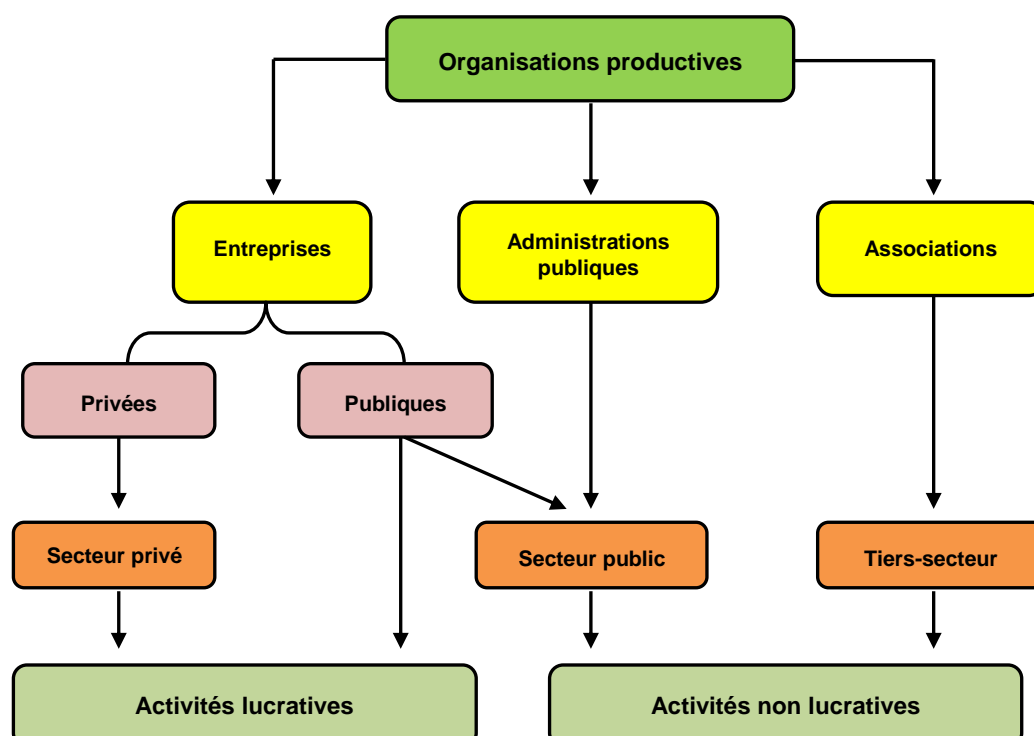 Organisations productives
Entreprises
Administrations
publiques
Associations
Privées
Publiques
Secteur privé
Secteur public
Tiers-secteur
Activités lucratives
Activités non lucratives